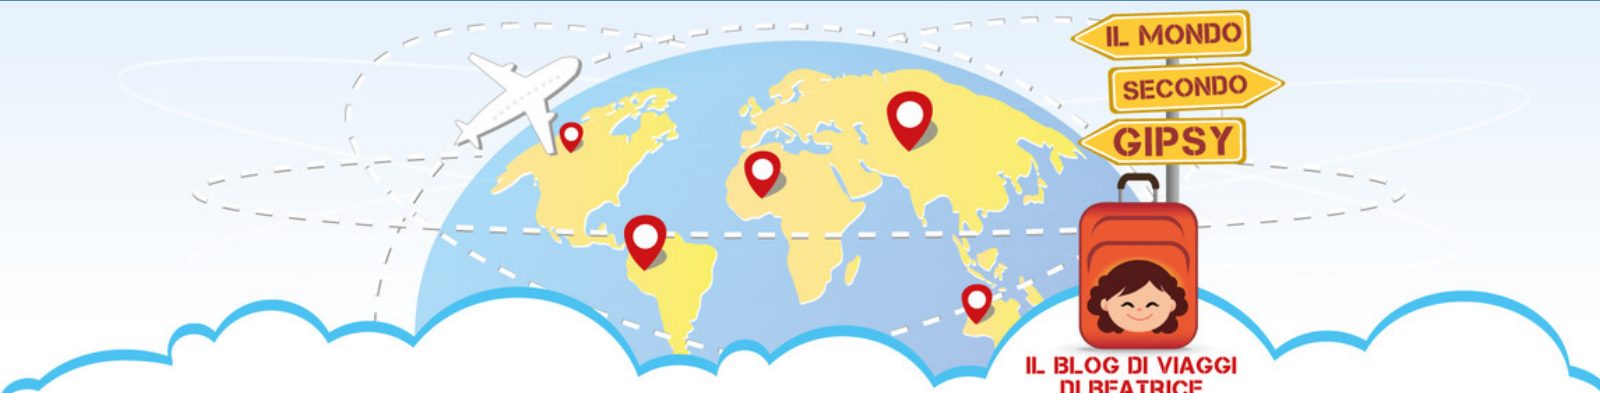 IL MONDO
SECONDO
GIPSY
IL BLOG DI VIAGGI
DI BEATRICE